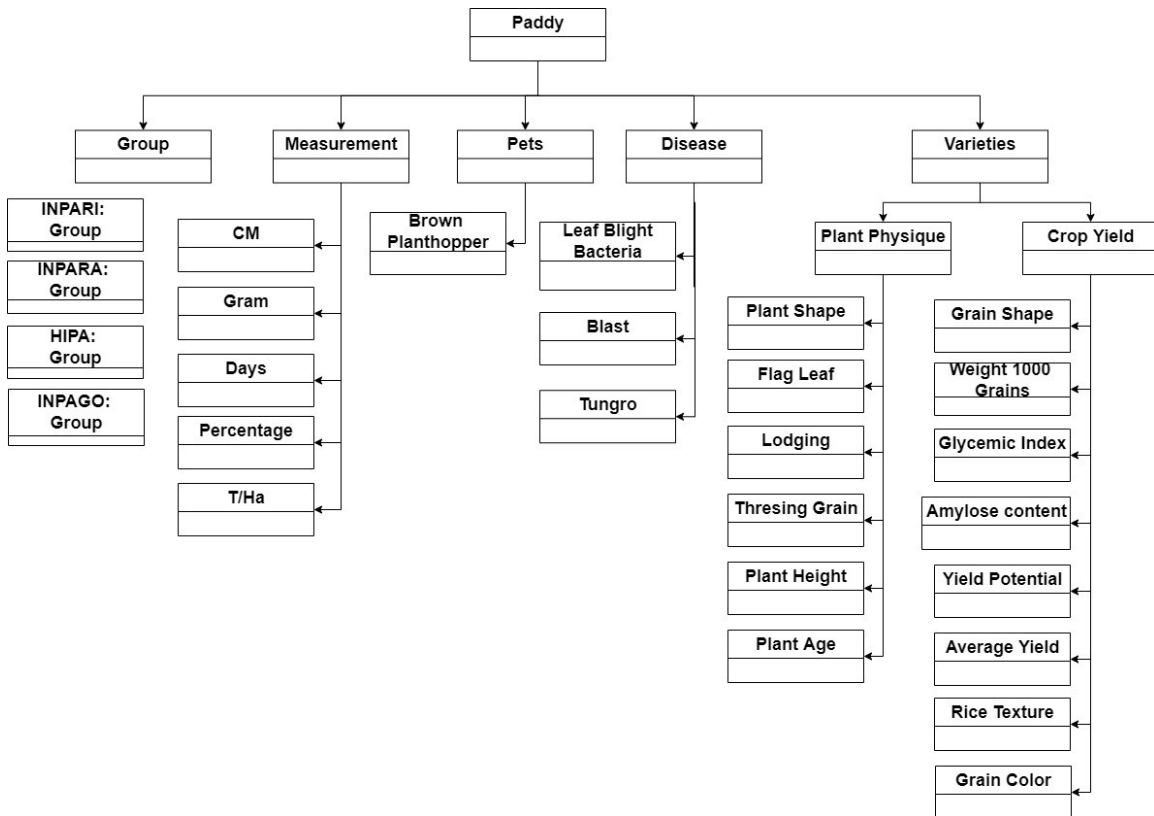 Paddy
Group
Measurement
Pets
Disease
Varieties
INPARI:
Group
INPARA:
Group
HIPA:
Group
INPAGO:
Group
CM
Gram
Days
Percentage
T/Ha
Brown
Planthopper
Leaf Blight
Bacteria
Blast
Tungro
Plant Physique
Crop Yield
Plant Shape
Flag Leaf
Lodging
Thresing Grain
Plant Height
Plant Age
Grain Shape
Weight 1000
Grains
Glycemic Index
Amylose content
Yield Potential
Average Yield
Rice Texture
Grain Color